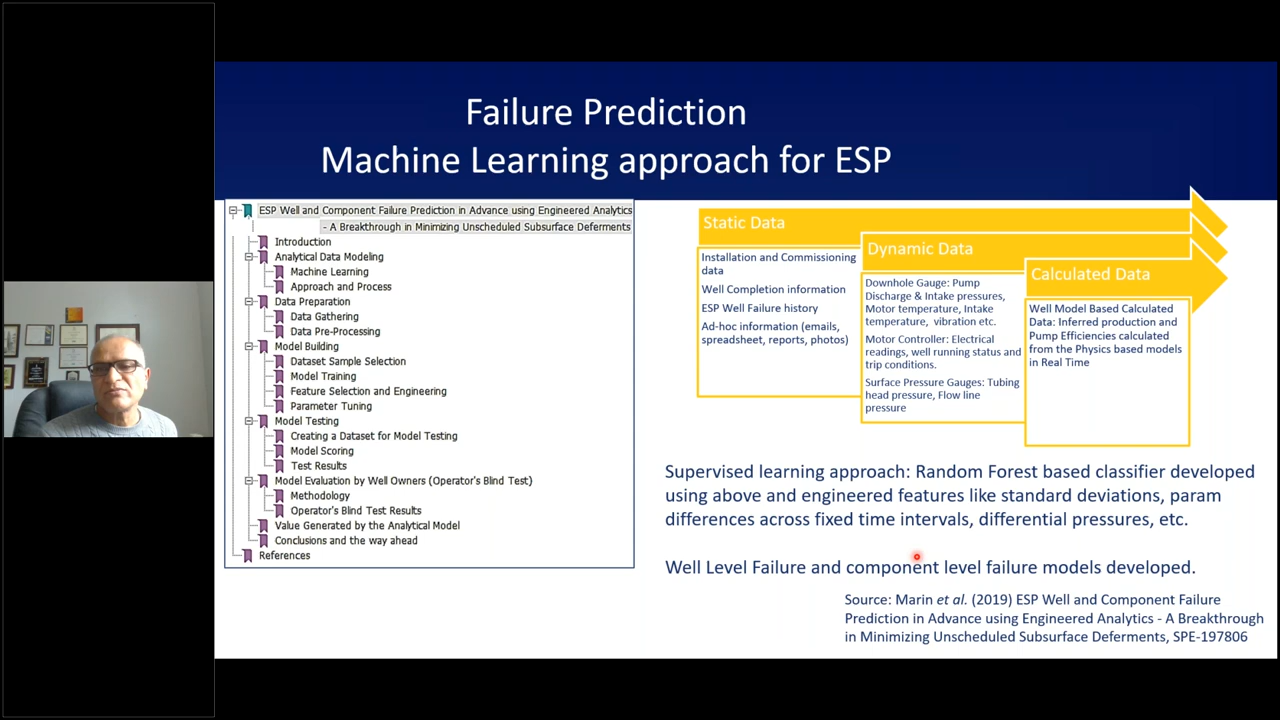 Failure Prediction
Machine Learning approach for ESP
ESP Well and Component Failure Prediction in Advance using Engineered Analytics
- A Breakthrough in Minimizing Unscheduled Subsurface Deferments
Introduction
Analytical Data Modeling
Machine Learning
Approach and Process
Data Preparation
Data Gathering
Data Pre-Processing
Model Building
Dataset Sample Selection
Model Training
Feature Selection and Engineering
Parameter Tuning
Model Testing
Creating a Dataset for Model Testing
Model Scoring
Test Results
Model Evaluation by Well Owners (Operator's Blind Test)
Methodology
Operator's Blind Test Results
Value Generated by the Analytical Model
Conclusions and the way ahead
References
Static Data
Installation and Commissioning
data
Well Completion information
ESP Well Failure history
Ad-hoc information (emails,
spreadsheet, reports, photos)
Dynamic Data
Downhole Gauge: Pump
Discharge & Intake pressures,
Motor temperature, Intake
temperature, vibration etc.
Motor Controller: Electrical
readings, well running status and
trip conditions.
Surface Pressure Gauges: Tubing
head pressure, Flow line
pressure
Calculated Data
Well Model Based Calculated
Data: Inferred production and
Pump Efficiencies calculated
from the Physics based models
in Real Time
Supervised learning approach: Random Forest based classifier developed
using above and engineered features like standard deviations, param
differences across fixed time intervals, differential pressures, etc.
Well Level Failure and component level failure models developed.
Source: Marin et al. (2019) ESP Well and Component Failure
Prediction in Advance using Engineered Analytics - A Breakthrough
in Minimizing Unscheduled Subsurface Deferments, SPE-197806